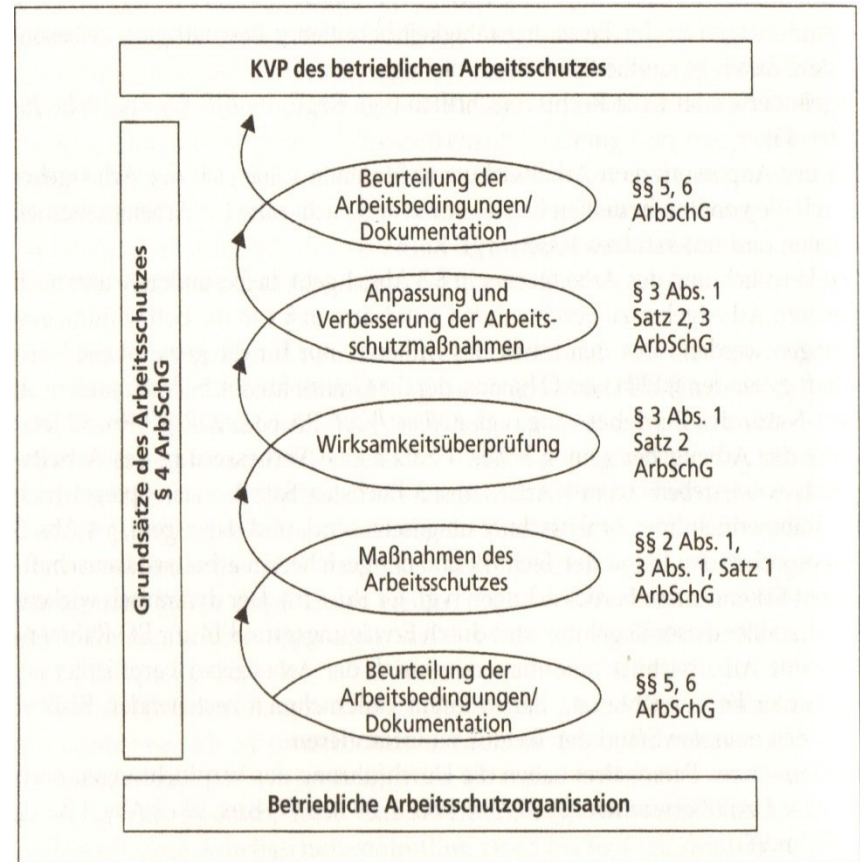 KVP des betrieblichen Arbeitsschutzes
Grundsätze des Arbeitsschutzes
§ 4 ArbSchG
Beurteilung der
Arbeitsbedingungen/
Dokumentation
§§ 5, 6
ArbSchG
Anpassung und
Verbesserung der Arbeits-
schutzmaßnahmen
§ 3 Abs. 1
Satz 2, 3
ArbSchG
Wirksamkeitsüberprüfung
§ 3 Abs. 1
Satz 2
ArbSchG
Maßnahmen des
Arbeitsschutzes
§§ 2 Abs. 1,
3 Abs. 1, Satz 1
ArbSchG
Beurteilung der
Arbeitsbedingungen/
Dokumentation
§§ 5, 6
ArbSchG
Betriebliche Arbeitsschutzorganisation